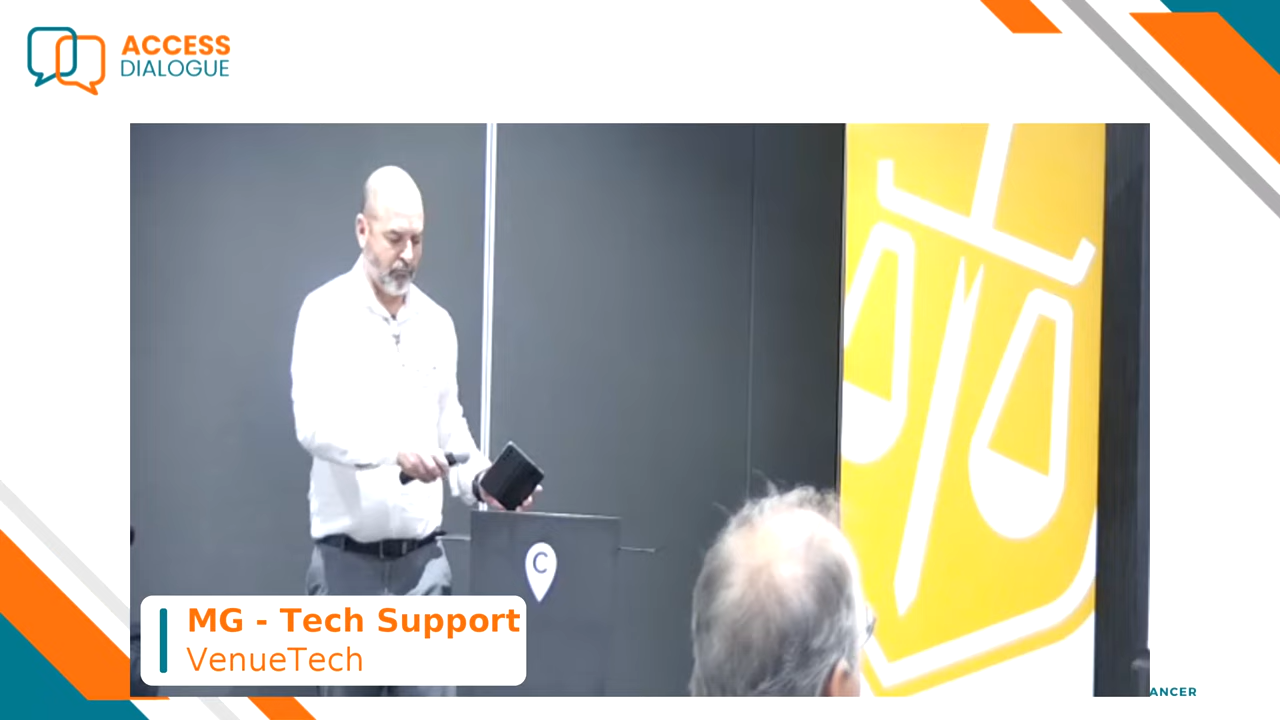 ACCESS
DIALOGUE
C
MG - Tech Support
VenueTech
ANCER